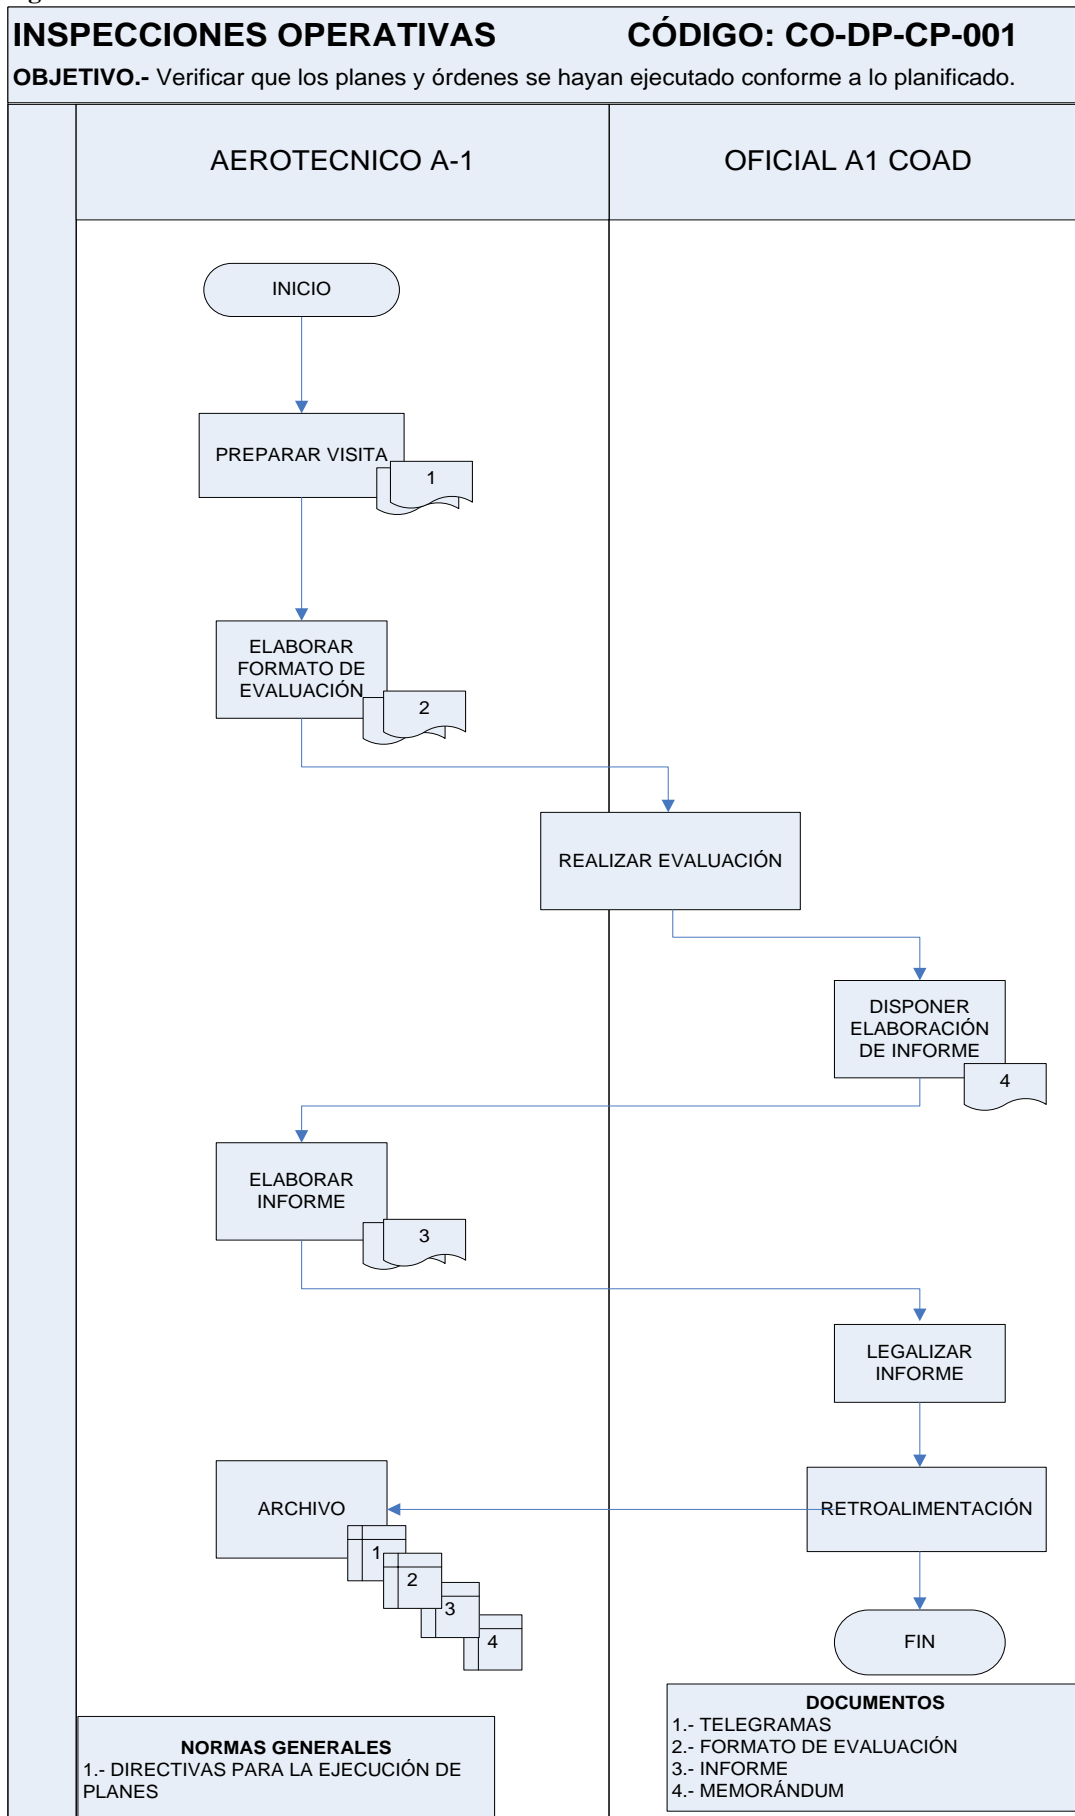 INSPECCIONES OPERATIVAS CÓDIGO: CO-DP-CP-001
OBJETIVO.- Verificar que los planes y órdenes se hayan ejecutado conforme a lo planificado.
AEROTECNICO A-1
OFICIAL A1 COAD
INICIO
PREPARAR VISITA
1
ELABORAR
FORMATO DE
EVALUACIÓN
2
REALIZAR EVALUACIÓN
DISPONER
ELABORACIÓN
DE INFORME
4
ELABORAR
INFORME
3
LEGALIZAR
INFORME
RETROALIMENTACIÓN
ARCHIVO
1
2
3
4
FIN
NORMAS GENERALES
1.- DIRECTIVAS PARA LA EJECUCIÓN DE
PLANES
DOCUMENTOS
1.- TELEGRAMAS
2.- FORMATO DE EVALUACIÓN
3.- INFORME
4.- MEMORÁNDUM